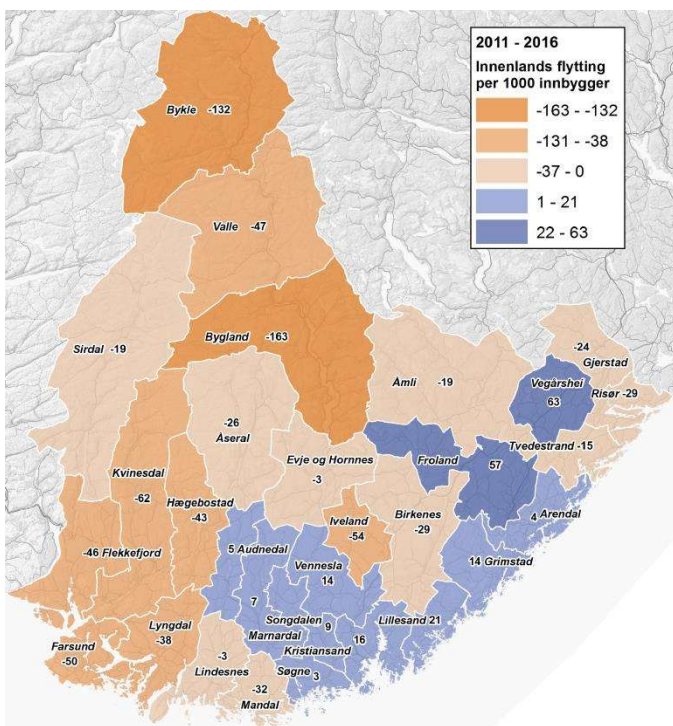 2011 - 2016
Innenlands flytting
per 1000 innbygger
-163 - -132
-131 - -38
-37 - 0
1 - 21
22 - 63
Bykle -132
Valle -47
Sirdal -19
Bygland -163
Åmli -19
-24
Gjerstad
Vegårshei
63
Risør -29
-26
Åseral
Tvedestrand -15
Froland 57
Evje og Hornnes
-3
Kvinesdal
-62
Hægebostad
-43
Iveland
-54
Birkenes
-29
4 Arendal
-46 Flekkefjord
5 Audnedal
Vennesla
14
14 Grimstad
7
Marnardal
Songdalen
9
Lillesand 21
Lyngdal
-38
Kristiansand
16
Farsund
-50
-3
Lindesnes
Søgne
3
-32
Mandal